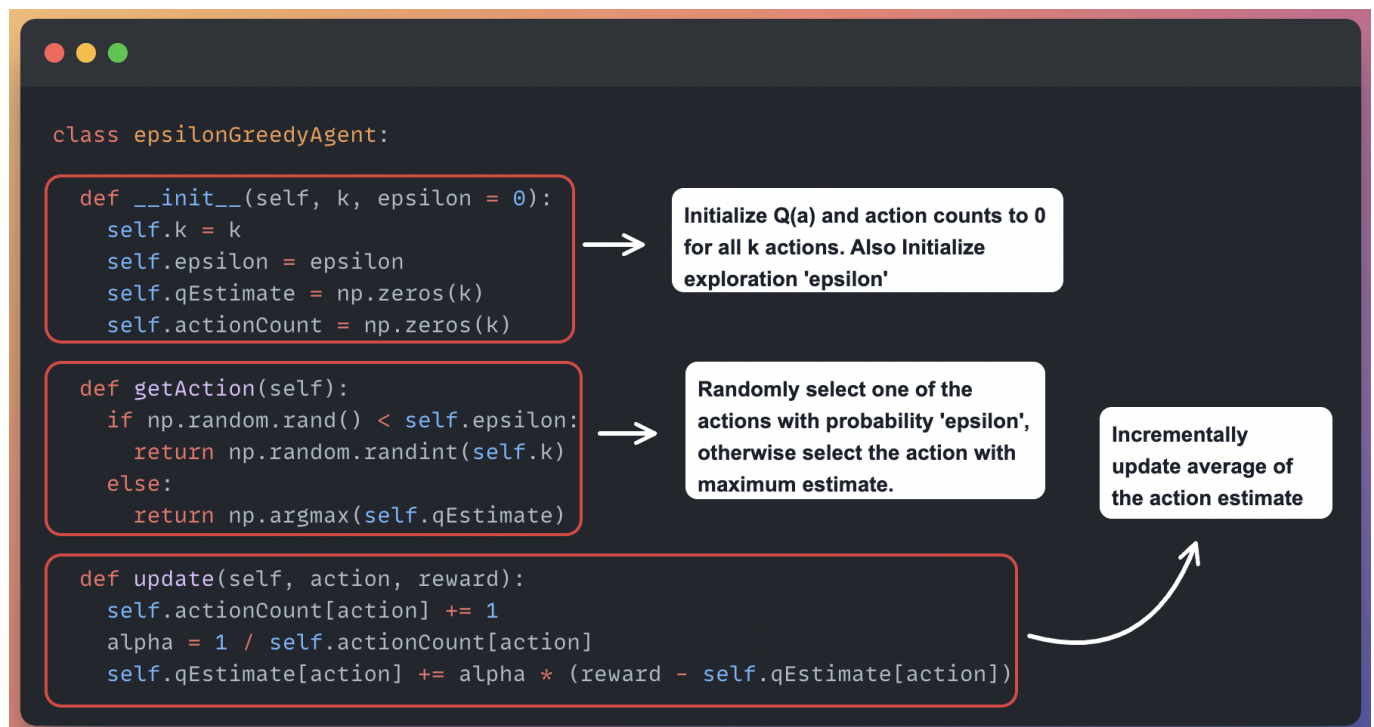 class epsilonGreedyAgent:
def __init__(self, k, epsilon = 0):
self.k = k
self.epsilon = epsilon
self.qEstimate = np.zeros(k)
self.actionCount = np.zeros(k)
Initialize Q(a) and action counts to 0
for all k actions. Also Initialize
exploration 'epsilon'
def getAction(self):
if np.random.rand() < self.epsilon:
return np.random.randint(self.k)
else:
return np.argmax(self.qEstimate)
Randomly select one of the
actions with probability 'epsilon',
otherwise select the action with
maximum estimate.
def update(self, action, reward):
self.actionCount[action] += 1
alpha = 1 / self.actionCount[action]
self.qEstimate[action] += alpha * (reward - self.qEstimate[action])
Incrementally
update average of
the action estimate